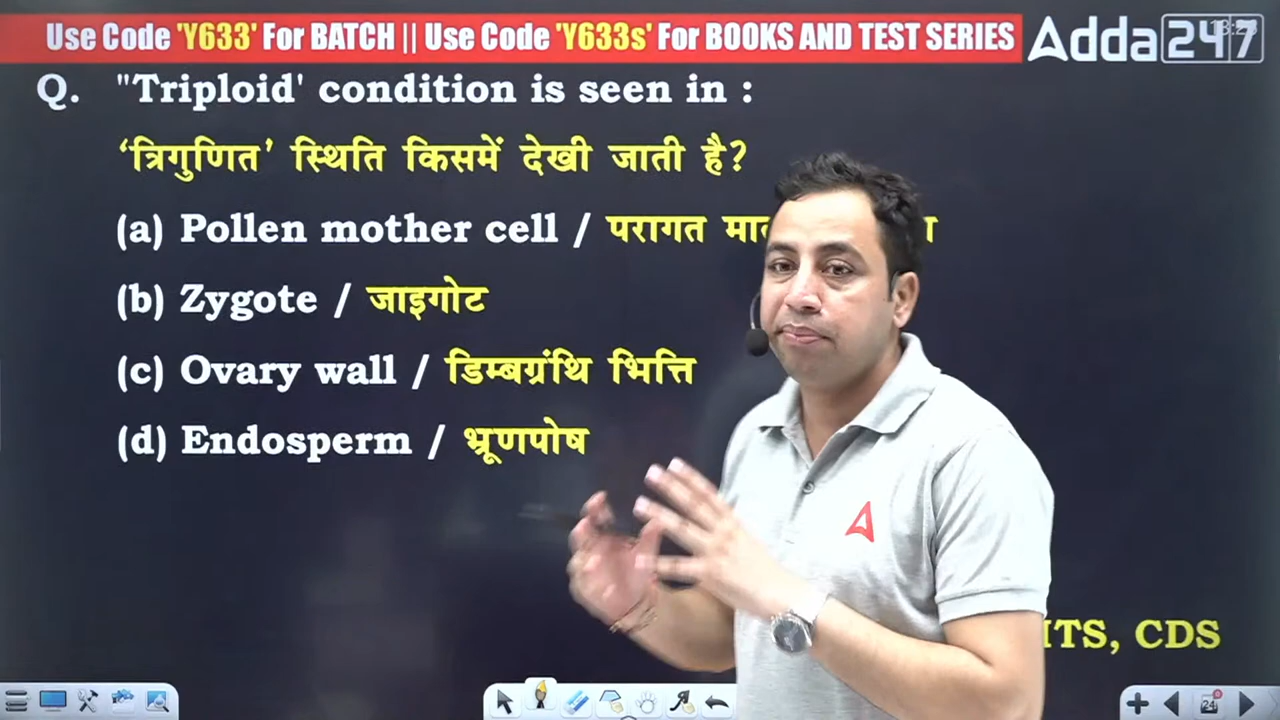 Use Code 'Y633' For BATCH || Use Code 'Y633s' For BOOKS AND TEST SERIES
Adda247
Q. "Triploid' condition is seen in :
‘त्रिगुणित’ स्थिति किसमें देखी जाती है?
(a) Pollen mother cell / परागत
(b) Zygote / जाइगोट
(c) Ovary wall / डिम्बग्रंथि भित्ति
(d) Endosperm / भ्रूणपोष
CDS
24